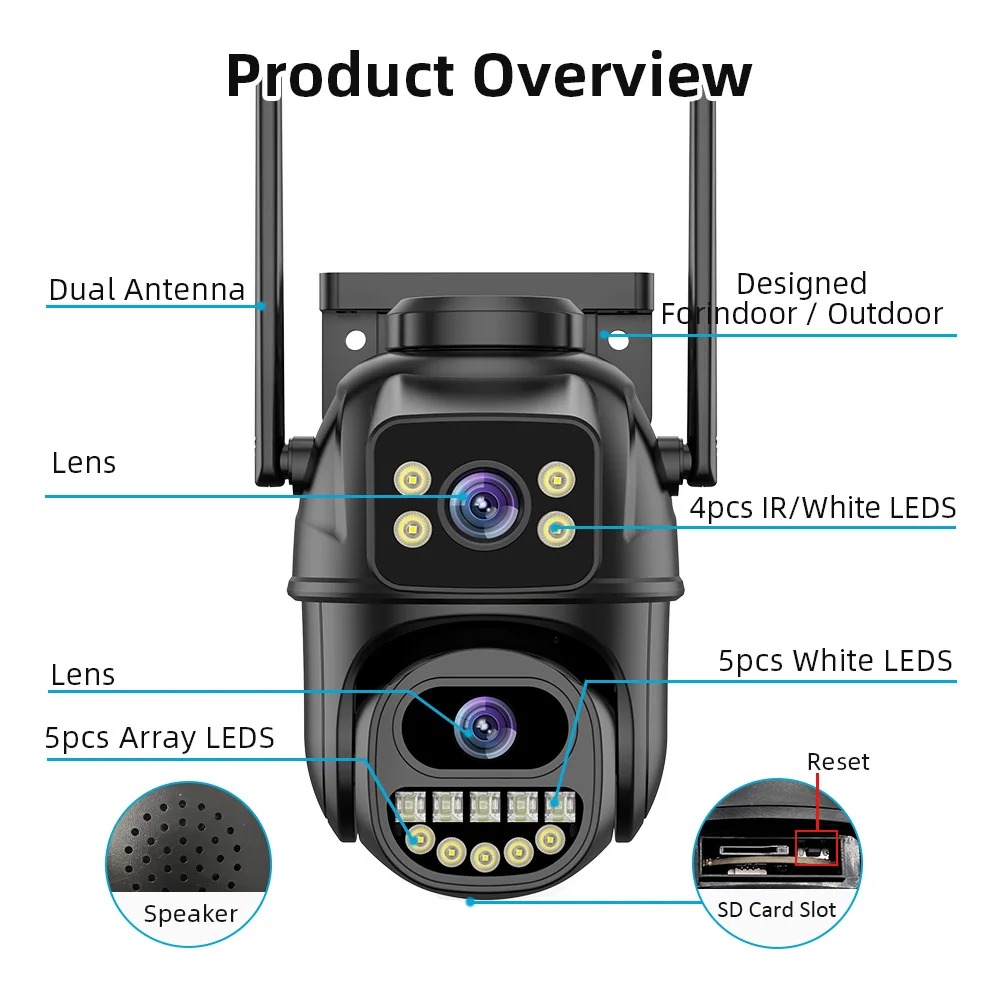 Product Overview
Dual Antenna
Designed
Forindoor / Outdoor
Lens
4pcs IR/White LEDS
Lens
5pcs White LEDS
5pcs Array LEDS
Reset
Speaker
SD Card Slot